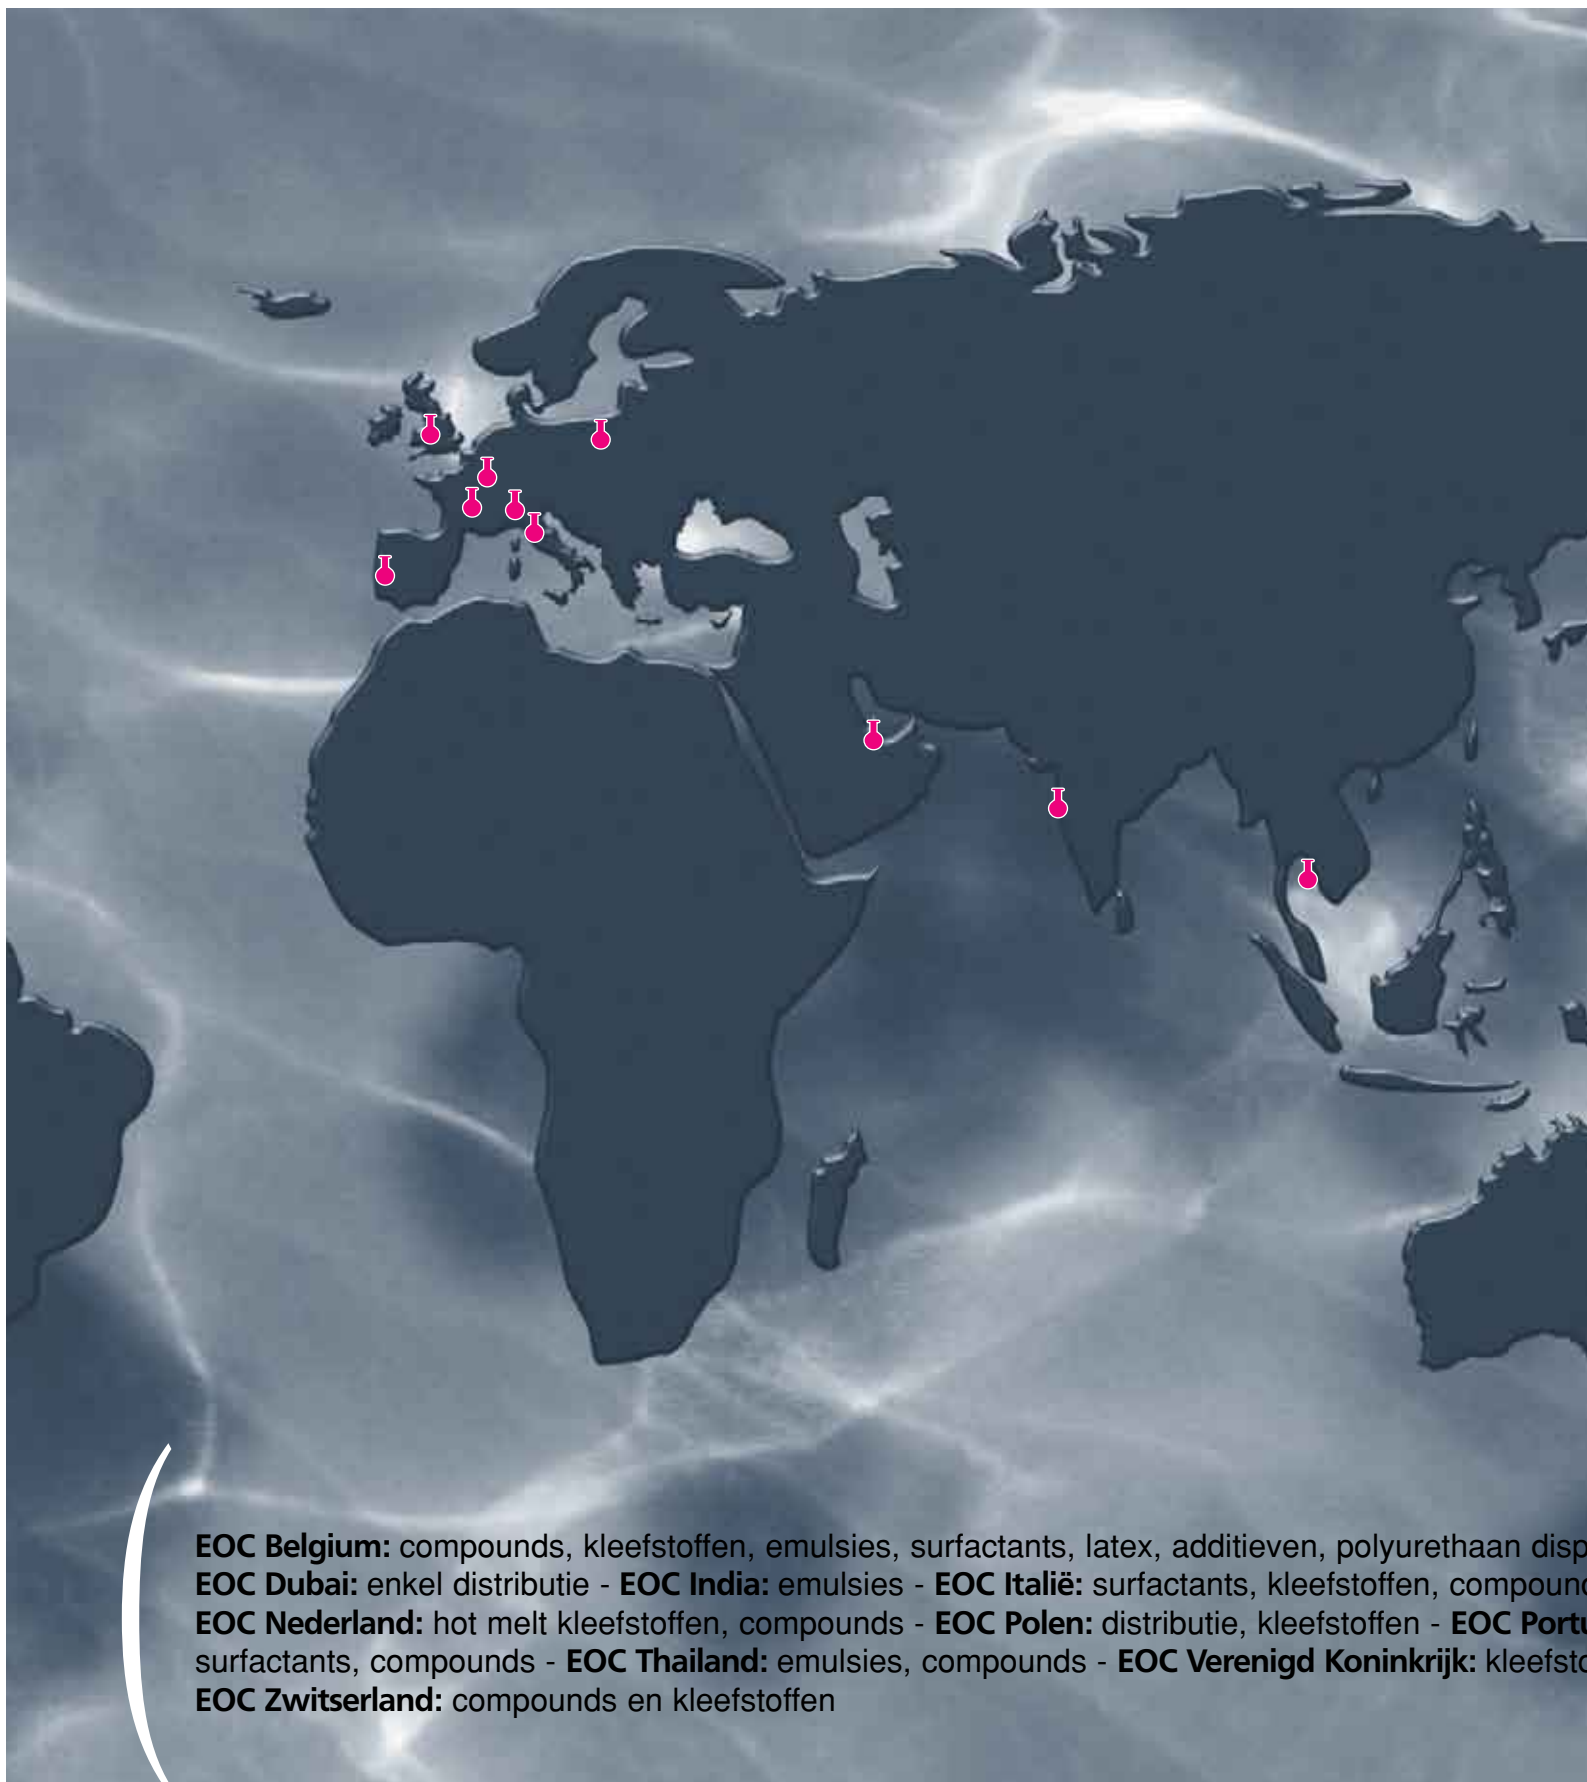 EOC Belgium: compounds, kleefstoffen, emulsies, surfactants, latex, additieven, polyurethaan disp
EOC Dubai: enkel distributie - EOC India: emulsies - EOC Italië: surfactants, kleefstoffen, compound
EOC Nederland: hot melt kleefstoffen, compounds - EOC Polen: distributie, kleefstoffen - EOC Portu
surfactants, compounds - EOC Thailand: emulsies, compounds - EOC Verenigd Koninkrijk: kleefsto
EOC Zwitserland: compounds en kleefstoffen